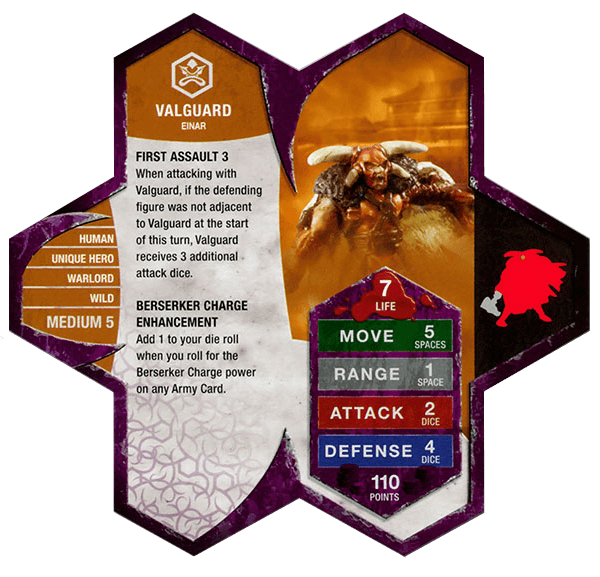 VALGUARD
EINAR
FIRST ASSAULT 3
When attacking with
Valguard, if the defending
figure was not adjacent
to Valguard at the start
of this turn, Valguard
receives 3 additional
attack dice.
BERSERKER CHARGE
ENHANCEMENT
Add 1 to your die roll
when you roll for the
Berserker Charge power
on any Army Card.
HUMAN
UNIQUE HERO
WARLORD
WILD
MEDIUM 5
7
LIFE
MOVE 5
SPACES
RANGE 1
SPACE
ATTACK 2
DICE
DEFENSE 4
DICE
110
POINTS